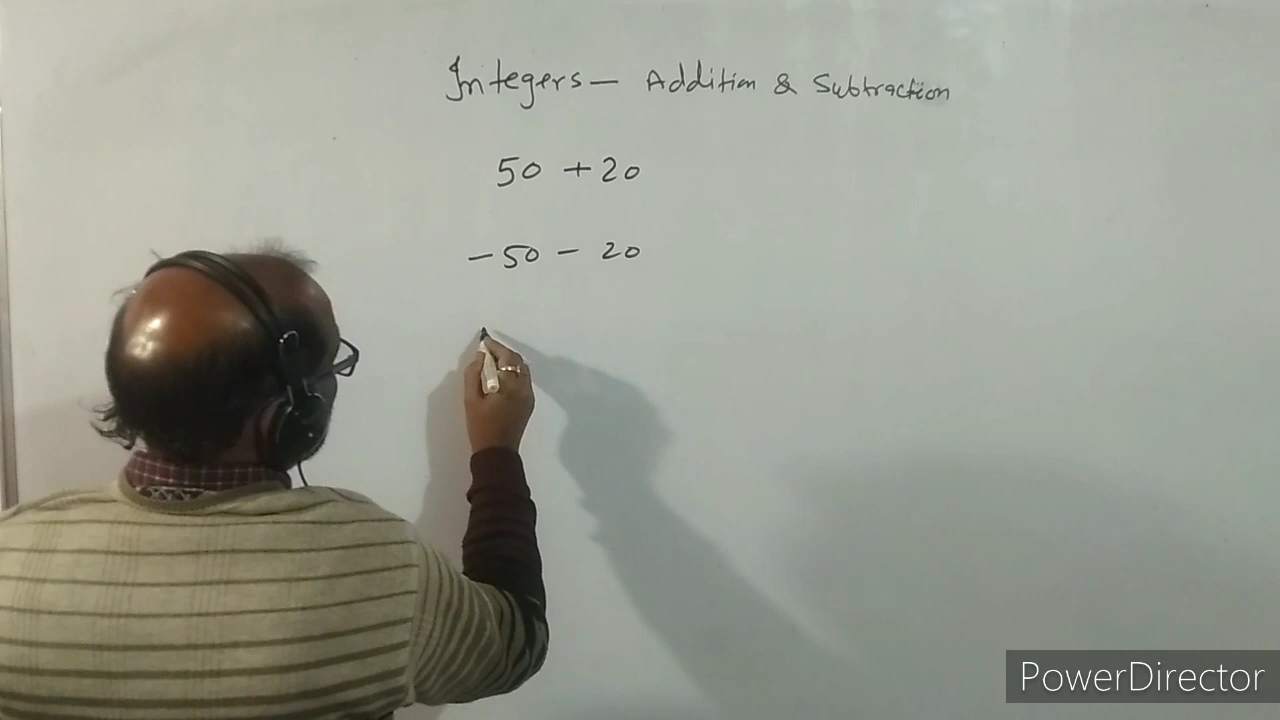 Integers — Addition & Subtraction
50 + 20
- 50 - 20
PowerDirector